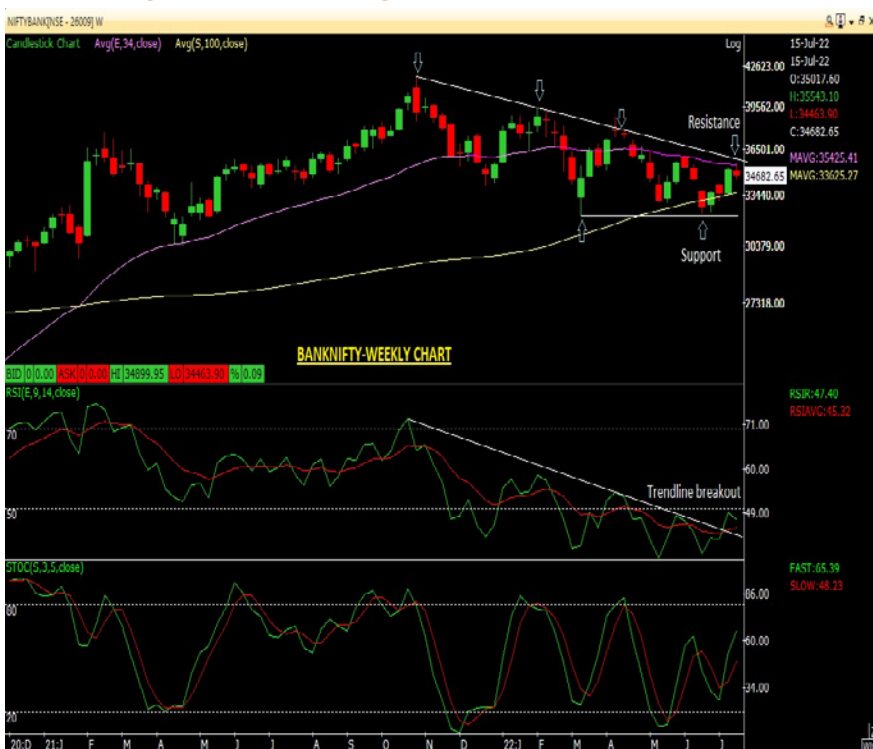 NIFTYBANK[NSE - 26009] W
Candlestick Chart Avg(E,34,close) Avg(S,100,close)
Log
15-Jul-22
15-Jul-22
O:35017.60
H:35543.10
L:34463.90
C:34682.65
MAVG:35425.41
MAVG:33625.27
42623.00
39562.00
36501.00
34682.65
33440.00
30379.00
27318.00
Resistance
Support
BANKNIFTY-WEEKLY CHART
BID 0 0.00 ASK 0 0.00 HI 34899.95 LO 34463.90 % 0.09
RSI(E,9,14,close)
RSIR:47.40
RSIAVG:45.32
71.00
70
60.00
Trendline breakout
50
49.00
STOC(S,3,5,close)
FAST:65.39
SLOW:48.23
86.00
80
60.00
34.00
20
20:D 21:J F M A M J J A S O N D 22:J F M A M J J